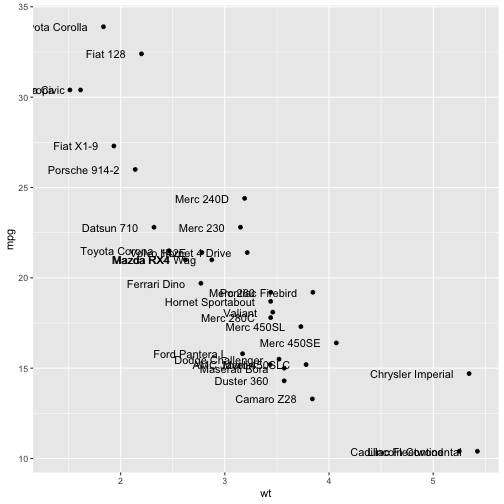 35
yota Corolla
Fiat 128
30
Civic
Fiat X1-9
Porsche 914-2
25
Merc 240D
Datsun 710
Merc 230
Toyota Corona
4 Drive
Mazda RX4 Wag
20
Ferrari Dino
Pontiac Firebird
Hornet Sportabout
Valiant
Merc 280C
Merc 450SL
Merc 450SE
Ford Pantera L
Dodge Challenger
15
Maserati Bora
Chrysler Imperial
Duster 360
Camaro Z28
10
mpg
2
3
4
5
wt